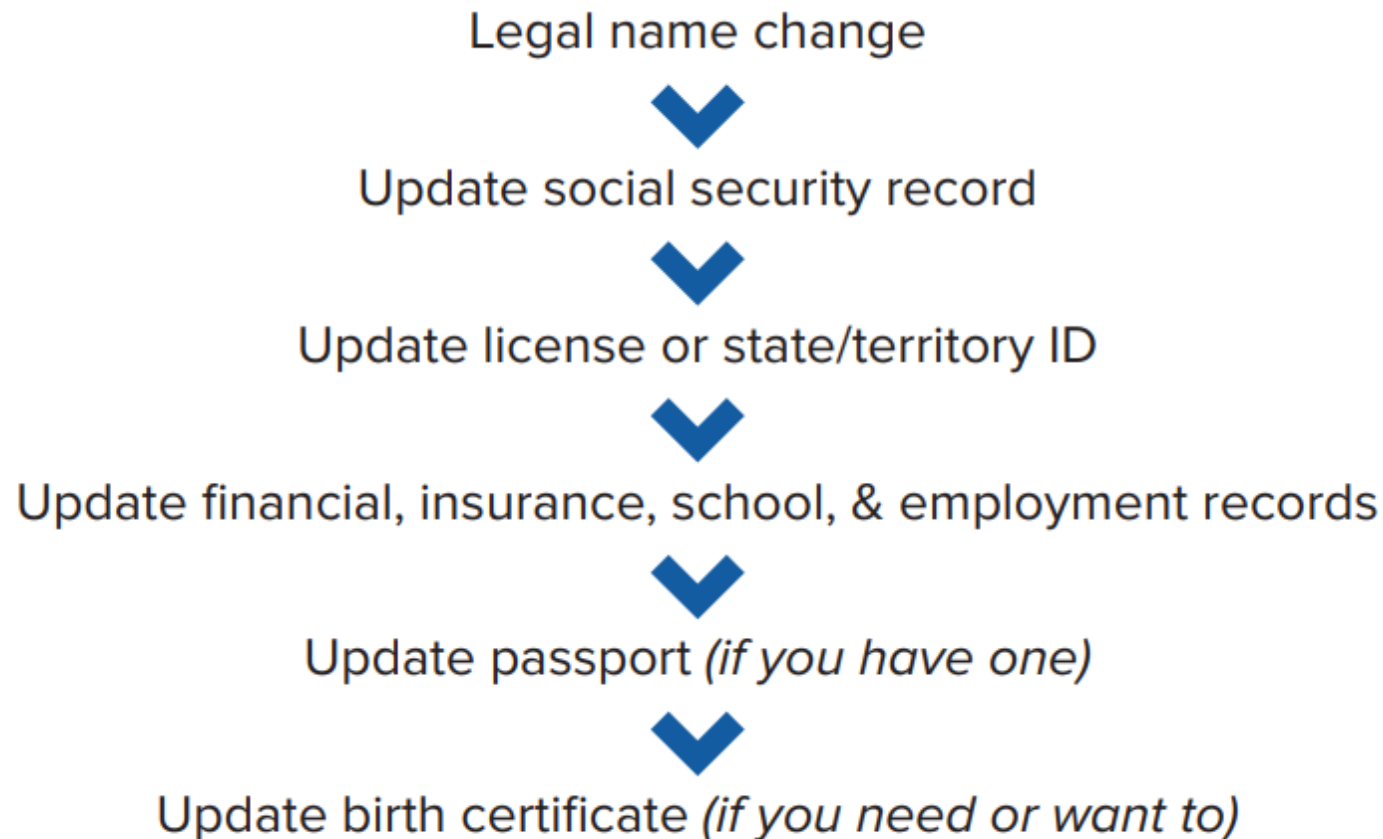 Legal name change
Update social security record
Update license or state/territory ID
Update financial, insurance, school, & employment records
Update passport (if you have one)
Update birth certificate (if you need or want to)